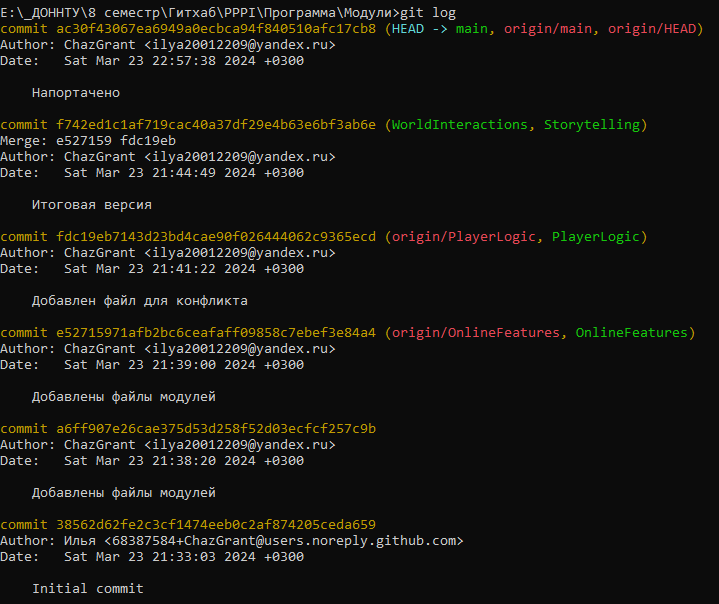 E:\_ДОННТУ\8 семестр\Гитхаб\PPPI\Программа\Модули>git log
commit ac30f43067ea6949a0ecbca94f840510afc17cb8 (HEAD -> main, origin/main, origin/HEAD)
Author: ChazGrant <ilya20012209@yandex.ru>
Date:   Sat Mar 23 22:57:38 2024 +0300
Напортачено
commit f742ed1c1af719cac40a37df29e4b63e6bf3ab6e (WorldInteractions, Storytelling)
Merge: e527159 fdc19eb
Author: ChazGrant <ilya20012209@yandex.ru>
Date:   Sat Mar 23 21:44:49 2024 +0300
Итоговая версия
commit fdc19eb7143d23bd4cae90f026444062c9365ecd (origin/PlayerLogic, PlayerLogic)
Author: ChazGrant <ilya20012209@yandex.ru>
Date:   Sat Mar 23 21:41:22 2024 +0300
Добавлен файл для конфликта
commit e52715971afb2bc6ceafaff09858c7ebef3e84a4 (origin/OnlineFeatures, OnlineFeatures)
Author: ChazGrant <ilya20012209@yandex.ru>
Date:   Sat Mar 23 21:39:00 2024 +0300
Добавлены файлы модулей
commit a6ff907e26cae375d53d258f52d03ecfcf257c9b
Author: ChazGrant <ilya20012209@yandex.ru>
Date:   Sat Mar 23 21:38:20 2024 +0300
Добавлены файлы модулей
commit 38562d62fe2c3cf1474eeb0c2af874205ceda659
Author: Илья <68387584+ChazGrant@users.noreply.github.com>
Date:   Sat Mar 23 21:33:03 2024 +0300
Initial commit